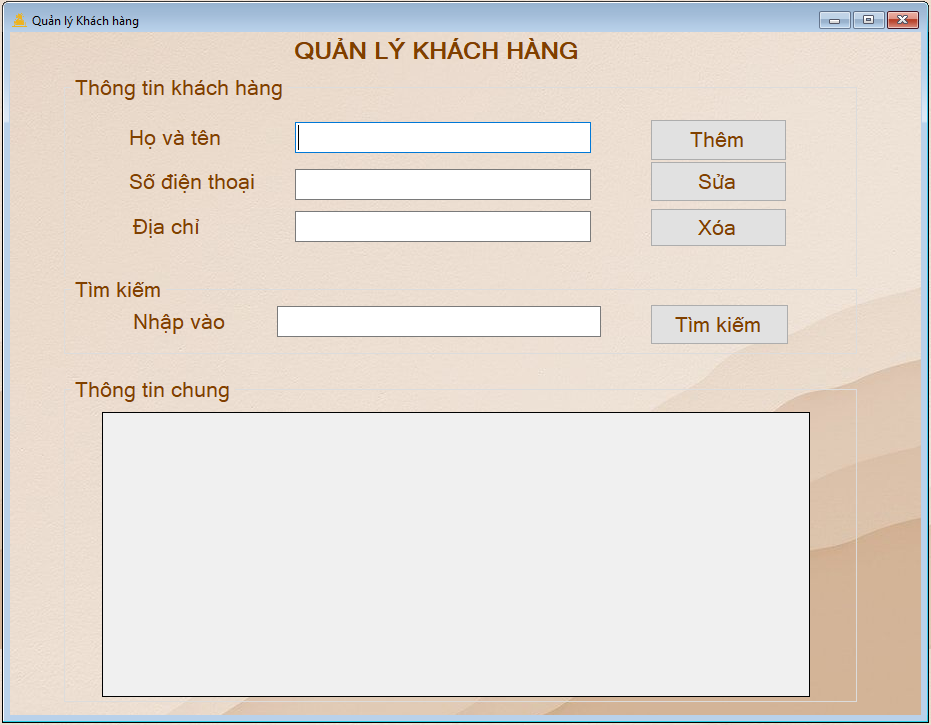 Quản lý Khách hàng
QUẢN LÝ KHÁCH HÀNG
Thông tin khách hàng
Họ và tên
Thêm
Số điện thoại
Sửa
Địa chỉ
Xóa
Tìm kiếm
Nhập vào
Tìm kiếm
Thông tin chung